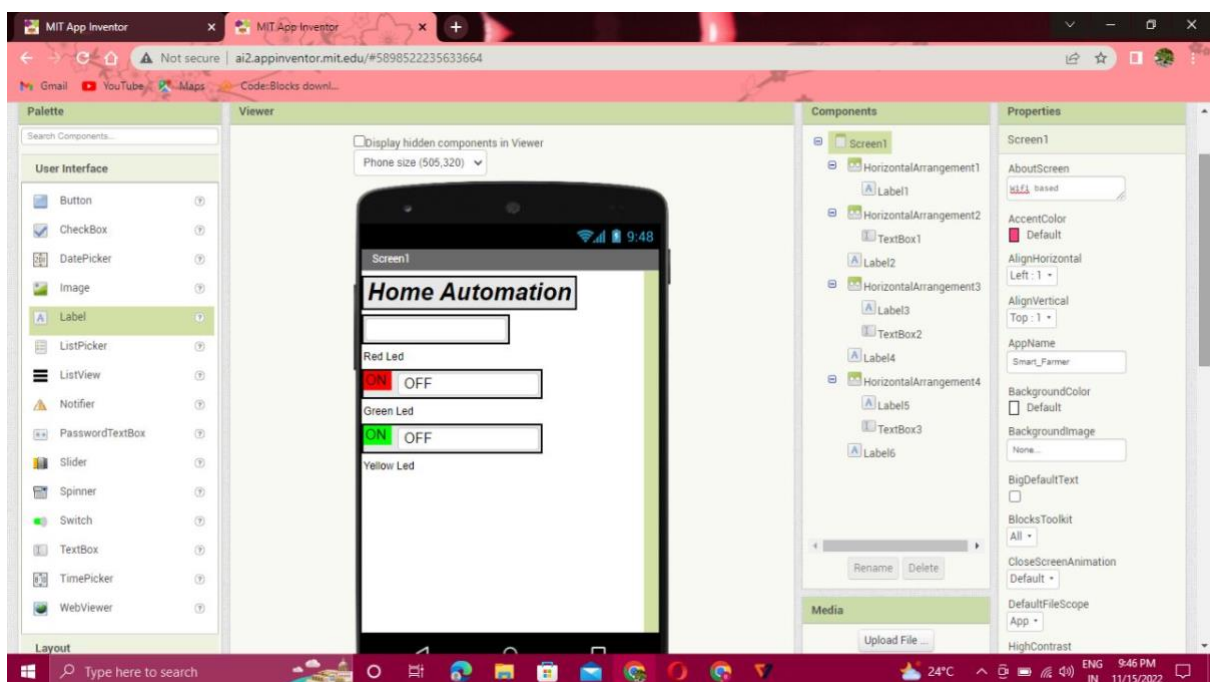 MIT App Inventor
MIT App Inventor
Not secure
ai2.appinventor.mit.edu/#5898522235633664
Gmail
YouTube
Maps
Code::Blocks downl...
Palette
Search Components...
User Interface
Button
CheckBox
DatePicker
Image
Label
ListPicker
ListView
Notifier
PasswordTextBox
Slider
Spinner
Switch
TextBox
TimePicker
WebViewer
Layout
Viewer
Display hidden components in Viewer
Phone size (505,320)
9:48
Screen1
Home Automation
Red Led
ON OFF
Green Led
ON OFF
Yellow Led
Components
Screen1
HorizontalArrangement1
Label1
HorizontalArrangement2
TextBox1
Label2
HorizontalArrangement3
Label3
TextBox2
Label4
HorizontalArrangement4
Label5
TextBox3
Label6
Rename
Delete
Media
Upload File ...
Properties
Screen1
AboutScreen
Wifi based
AccentColor
Default
AlignHorizontal
Left : 1
AlignVertical
Top : 1
AppName
Smart_Farmer
BackgroundColor
Default
BackgroundImage
None...
BigDefaultText
BlocksToolkit
All
CloseScreenAnimation
Default
DefaultFileScope
App
HighContrast
Type here to search
24°C
ENG
IN
9:46 PM
11/15/2022